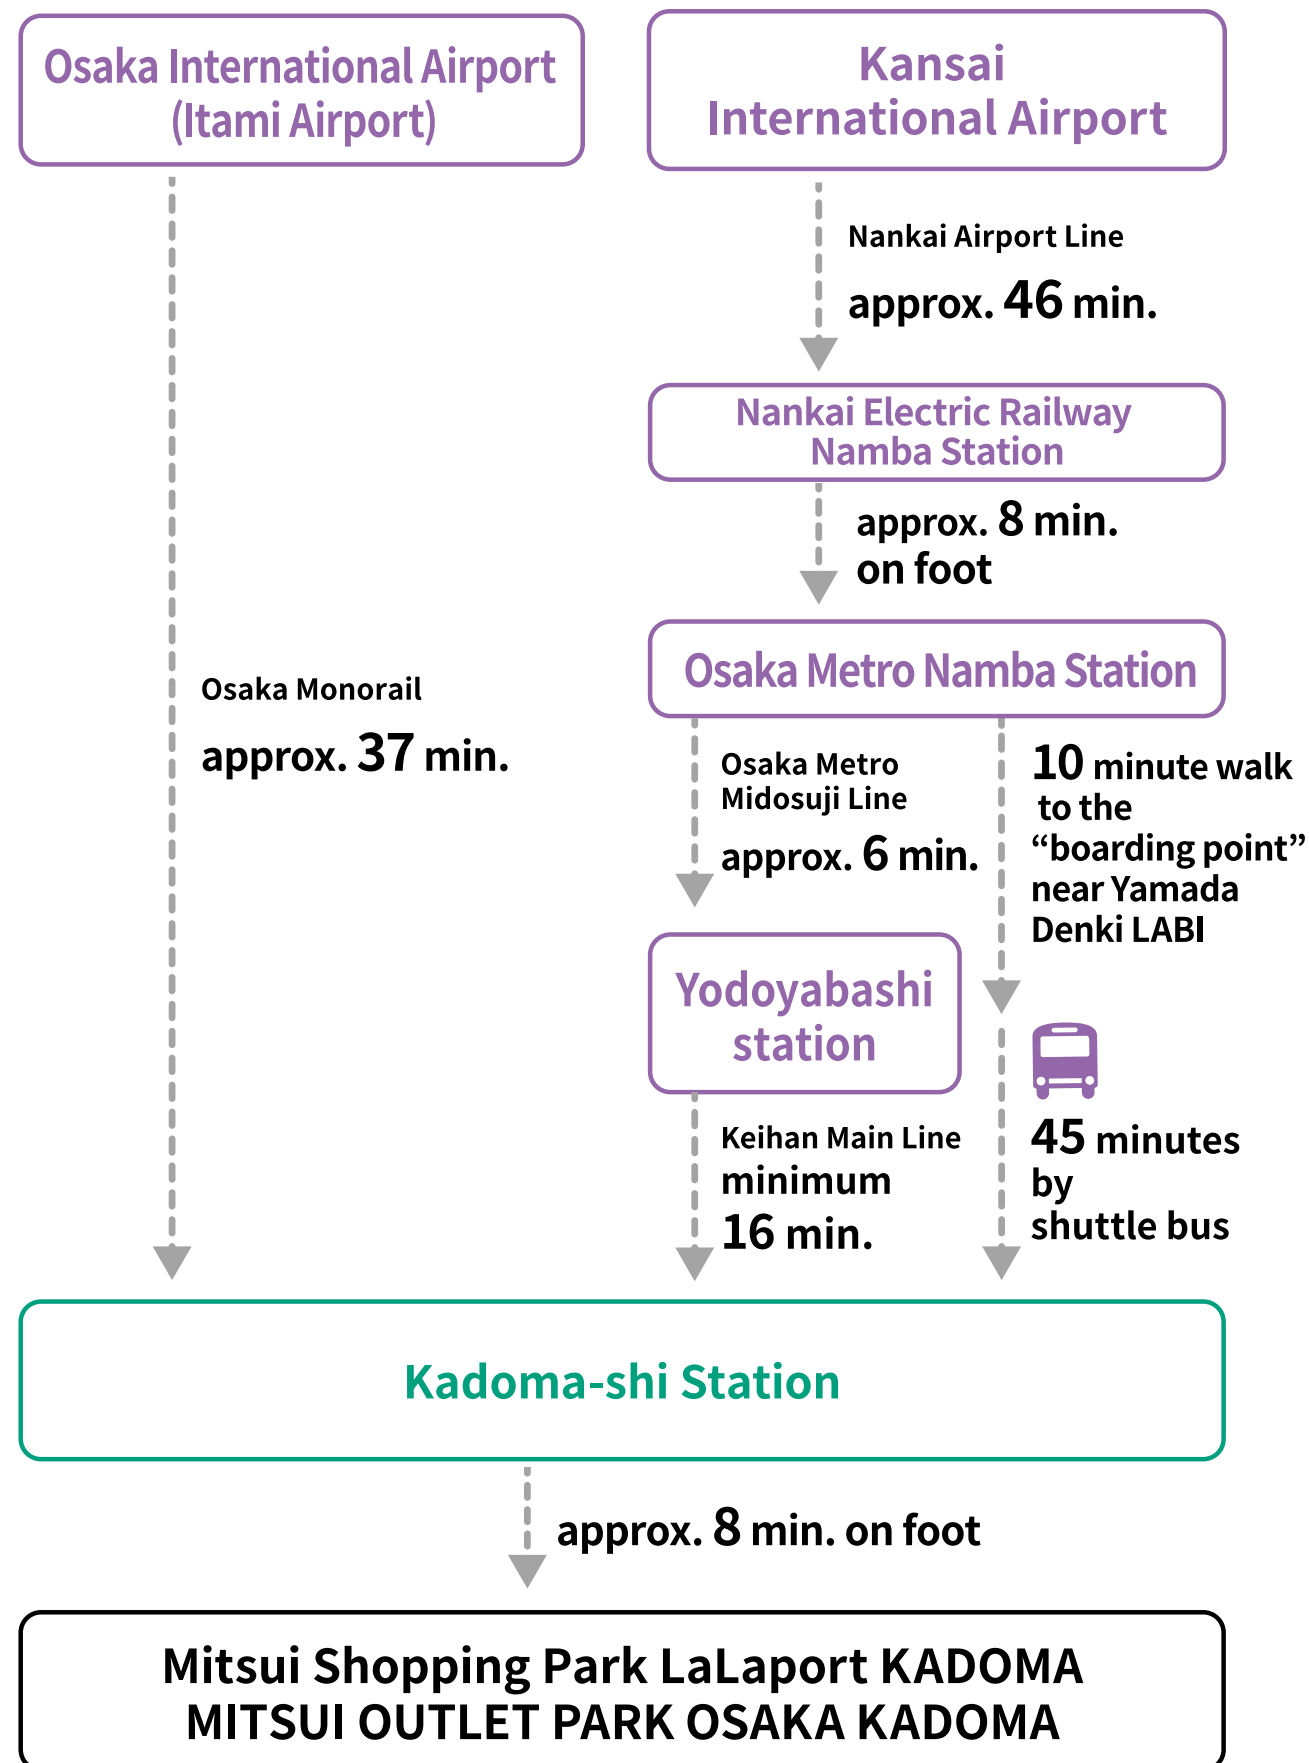 Osaka International Airport
(Itami Airport)
Kansai
International Airport
Nankai Airport Line
approx. 46 min.
Nankai Electric Railway
Namba Station
approx. 8 min.
on foot
Osaka Metro Namba Station
Osaka Monorail
approx. 37 min.
Osaka Metro
Midosuji Line
approx. 6 min.
10 minute walk
to the
“boarding point”
near Yamada
Denki LABI
Yodoyabashi
station
Keihan Main Line
minimum
16 min.
45 minutes
by
shuttle bus
Kadoma-shi Station
approx. 8 min. on foot
Mitsui Shopping Park LaLaport KADOMA
MITSUI OUTLET PARK OSAKA KADOMA